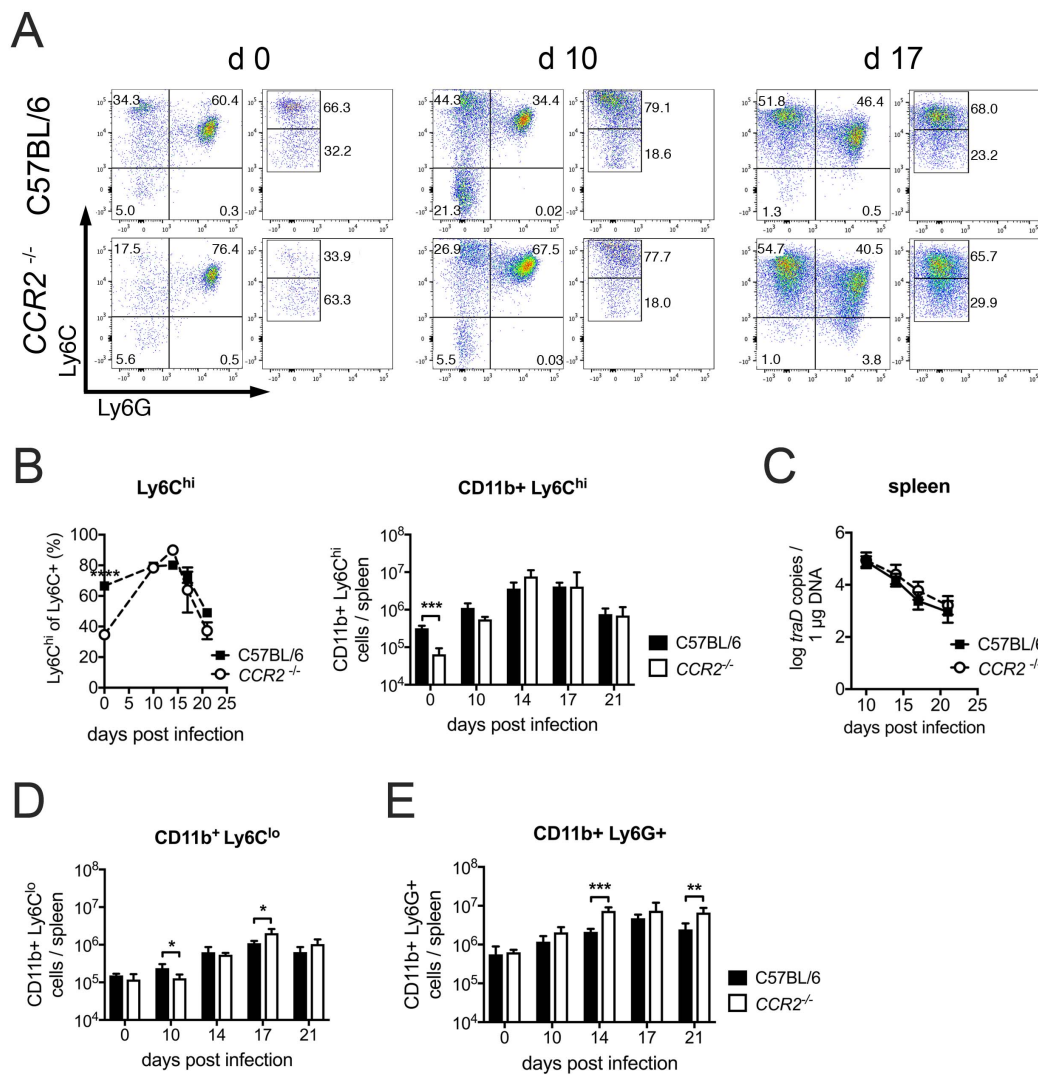 A
d 0
d 10
d 17
C57BL/6
34.3 60.4
5.0 0.3
66.3
32.2
44.3 34.4
21.3 0.02
79.1
18.6
51.8 46.4
1.3 0.5
68.0
23.2
CCR2 -/-
17.5 76.4
5.6 0.5
33.9
63.3
26.9 67.5
5.5 0.03
77.7
18.0
54.7 40.5
1.0 3.8
65.7
29.9
Ly6C
Ly6G
B
Ly6Chi
Ly6Chi of Ly6C+ (%)
100
80
60
40
20
0
****
0 5 10 15 20 25
days post infection
C57BL/6
CCR2 -/-
CD11b+ Ly6Chi
CD11b+ Ly6Chi
cells / spleen
10^8
10^7
10^6
10^5
10^4
***
0 10 14 17 21
days post infection
C57BL/6
CCR2-/-
C
spleen
log traD copies /
1 µg DNA
6
4
2
0
10 15 20 25
days post infection
C57BL/6
CCR2 -/-
D
CD11b+ Ly6Clo
CD11b+ Ly6Clo
cells / spleen
10^8
10^7
10^6
10^5
10^4
*
*
0 10 14 17 21
days post infection
E
CD11b+ Ly6G+
CD11b+ Ly6G+
cells / spleen
10^8
10^7
10^6
10^5
10^4
***
**
0 10 14 17 21
days post infection
C57BL/6
CCR2-/-